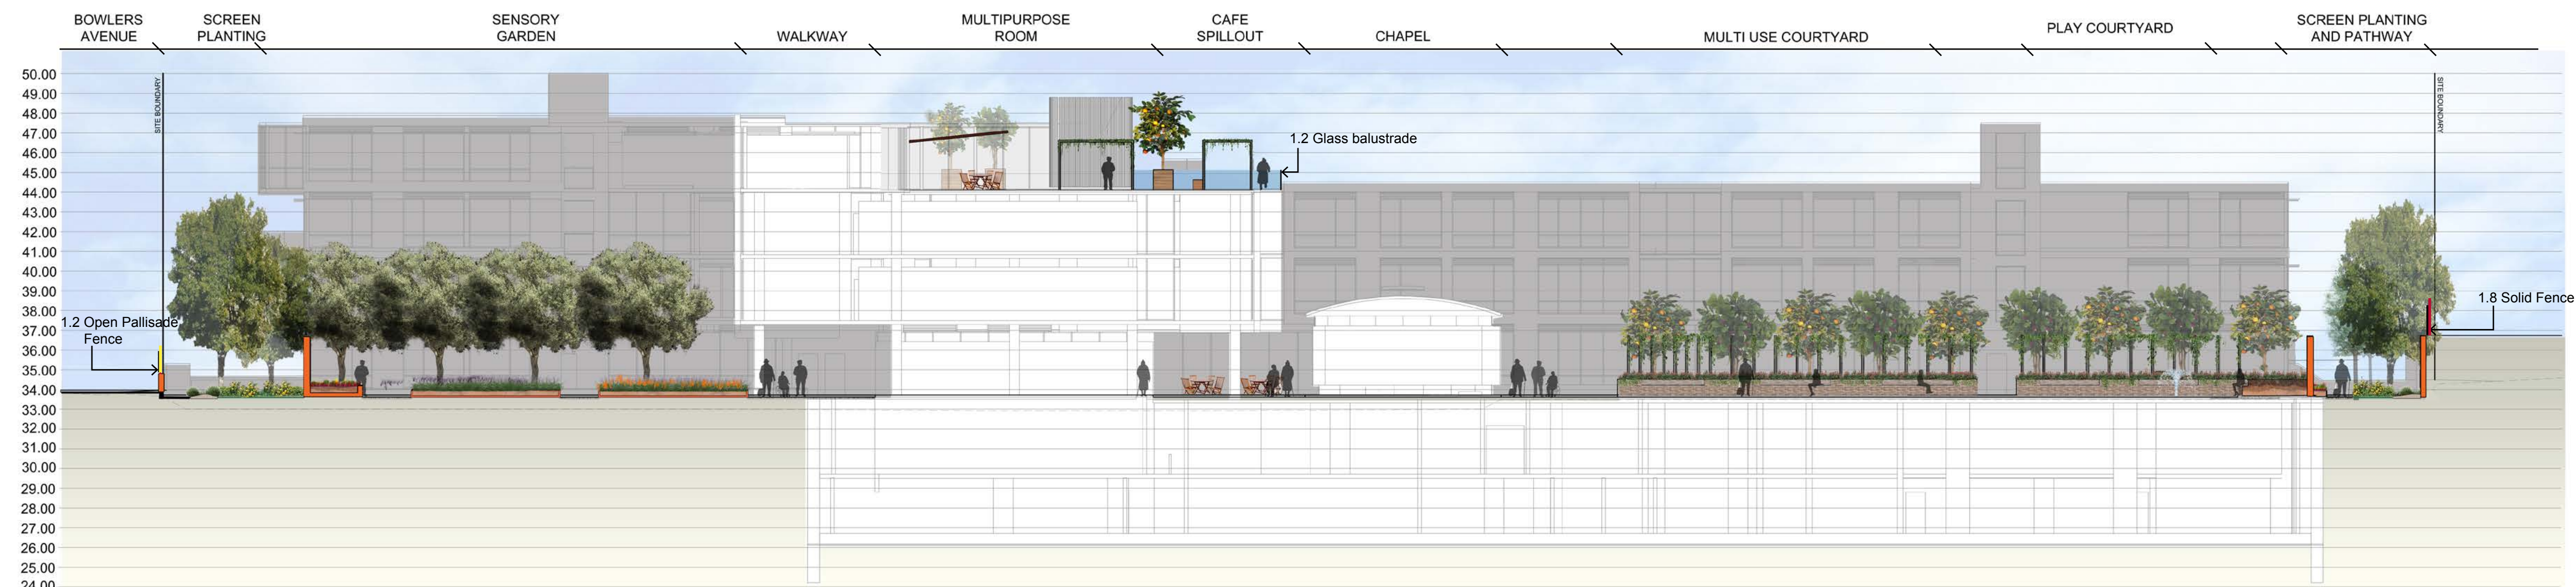 BOWLERS
AVENUE
SCREEN
PLANTING
SENSORY
GARDEN
WALKWAY
MULTIPURPOSE
ROOM
CAFE
SPILLOUT
CHAPEL
MULTI USE COURTYARD
PLAY COURTYARD
SCREEN PLANTING
AND PATHWAY
50.00
49.00
48.00
47.00
46.00
45.00
44.00
43.00
42.00
41.00
40.00
39.00
38.00
37.00
36.00
35.00
34.00
33.00
32.00
31.00
30.00
29.00
28.00
27.00
26.00
25.00
24.00
SITE BOUNDARY
1.2 Open Pallisade
Fence
1.2 Glass balustrade
SITE BOUNDARY
1.8 Solid Fence